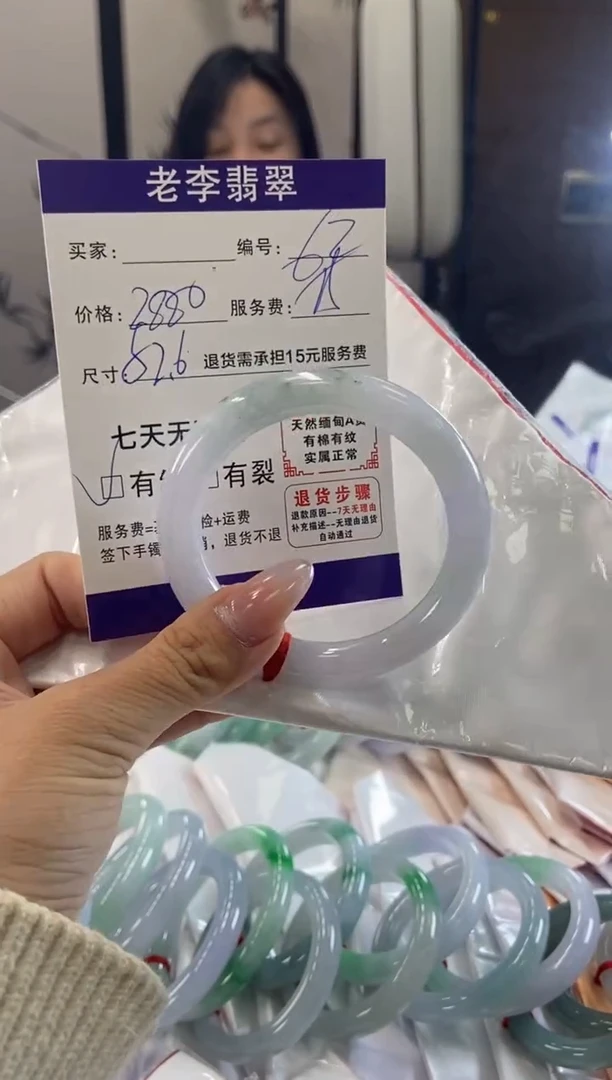 老李翡翠
买家： 编号：67
价格：2880 服务费：
尺寸：52.6 退货需承担15元服务费
七天无
有 有裂
天然缅甸A货
有棉有纹
实属正常
服务费= 检+运费
签下手镯 ，退货不退
退货步骤
退款原因--7天无理由
补充描述--无理由退货
自动通过